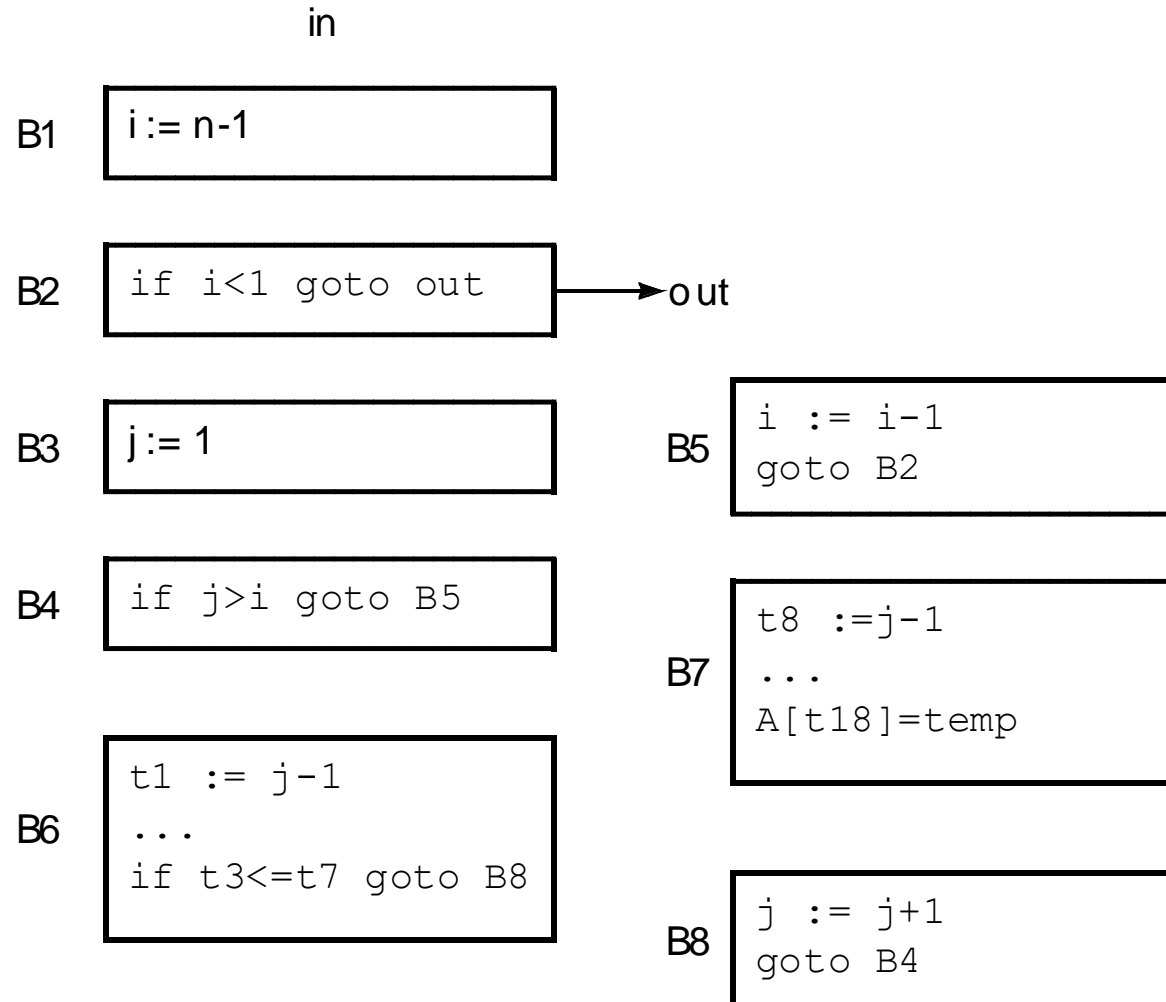 in
B1
i := n-1
B2
if i<1 goto out
out
B3
j := 1
B4
if j>i goto B5
B6
t1 := j-1
...
if t3<=t7 goto B8
B5
i := i-1
goto B2
B7
t8 :=j-1
...
A[t18]=temp
B8
j := j+1
goto B4